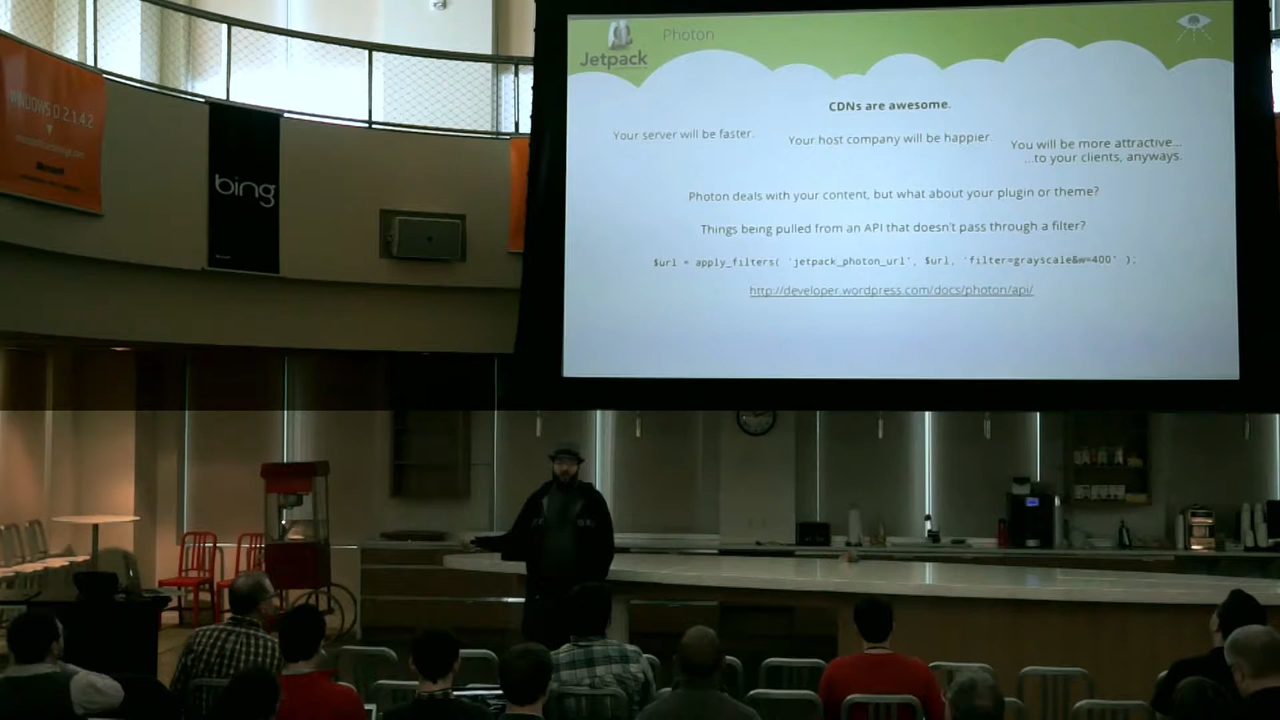 Jetpack
Photon
CDNs are awesome.
Your server will be faster.
Your host company will be happier.
You will be more attractive...
...to your clients, anyways.
Photon deals with your content, but what about your plugin or theme?
Things being pulled from an API that doesn't pass through a filter?
$url = apply_filters( 'jetpack_photon_url', $url, 'filter=grayscale&w=400' );
http://developer.wordpress.com/docs/photon/api/
bing